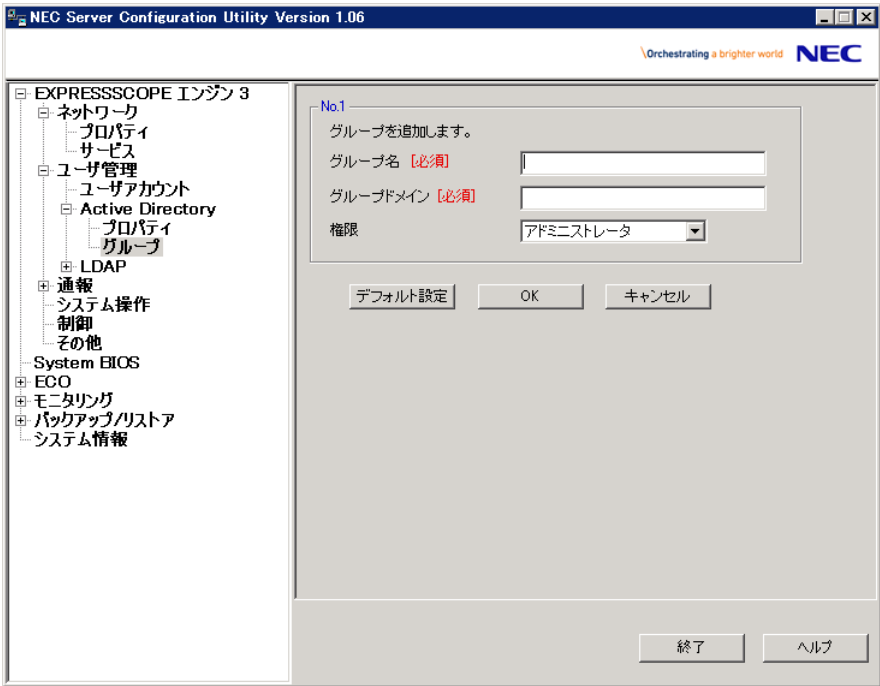 NEC Server Configuration Utility Version 1.06
\Orchestrating a brighter world NEC
EXPRESSSCOPE エンジン 3
ネットワーク
プロパティ
サービス
ユーザ管理
ユーザアカウント
Active Directory
プロパティ
グループ
LDAP
通報
システム操作
制御
その他
System BIOS
ECO
モニタリング
バックアップ/リストア
システム情報
No.1
グループを追加します。
グループ名 [必須]
グループドメイン [必須]
権限 アドミニストレータ
デフォルト設定 OK キャンセル
終了 ヘルプ